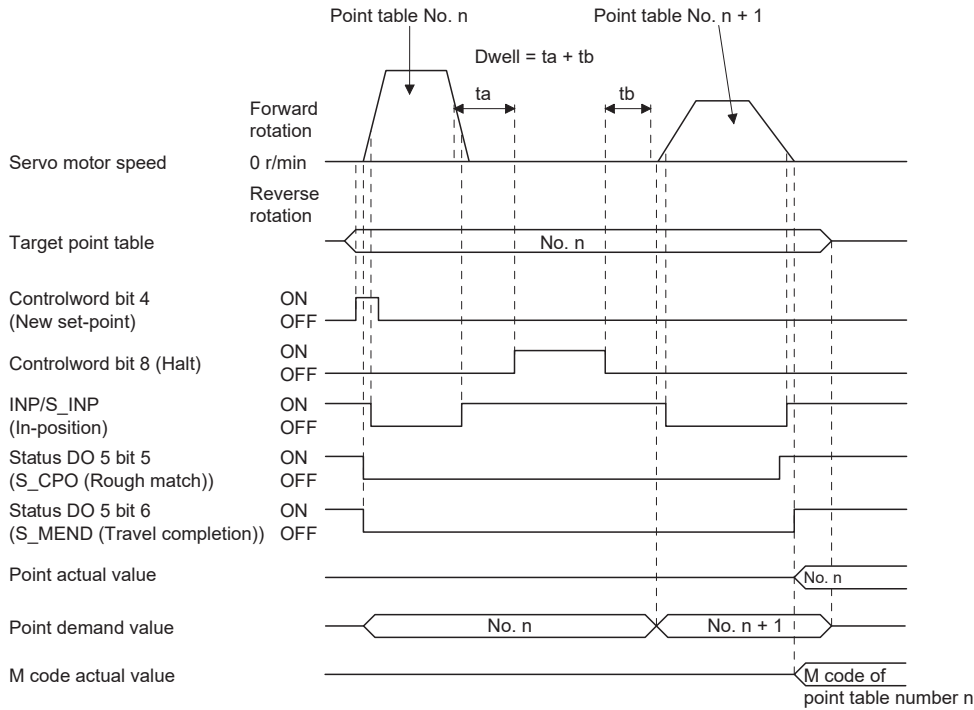 Point table No. n
Point table No. n + 1
Dwell = ta + tb
ta
tb
Forward
rotation
Servo motor speed
0 r/min
Reverse
rotation
Target point table
No. n
Controlword bit 4
(New set-point)
ON
OFF
Controlword bit 8 (Halt)
ON
OFF
INP/S_INP
(In-position)
ON
OFF
Status DO 5 bit 5
(S_CPO (Rough match))
ON
OFF
Status DO 5 bit 6
(S_MEND (Travel completion))
ON
OFF
Point actual value
No. n
Point demand value
No. n
No. n + 1
M code actual value
M code of
point table number n